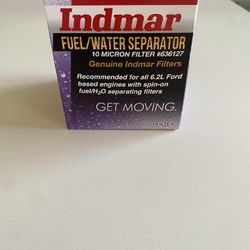 Indmar
FUEL/WATER SEPARATOR
10 MICRON FILTER #636127
Genuine Indmar Filters
Recommended for all 6.2L Ford
based engines with spin-on
fuel/H₂O separating filters
GET MOVING.